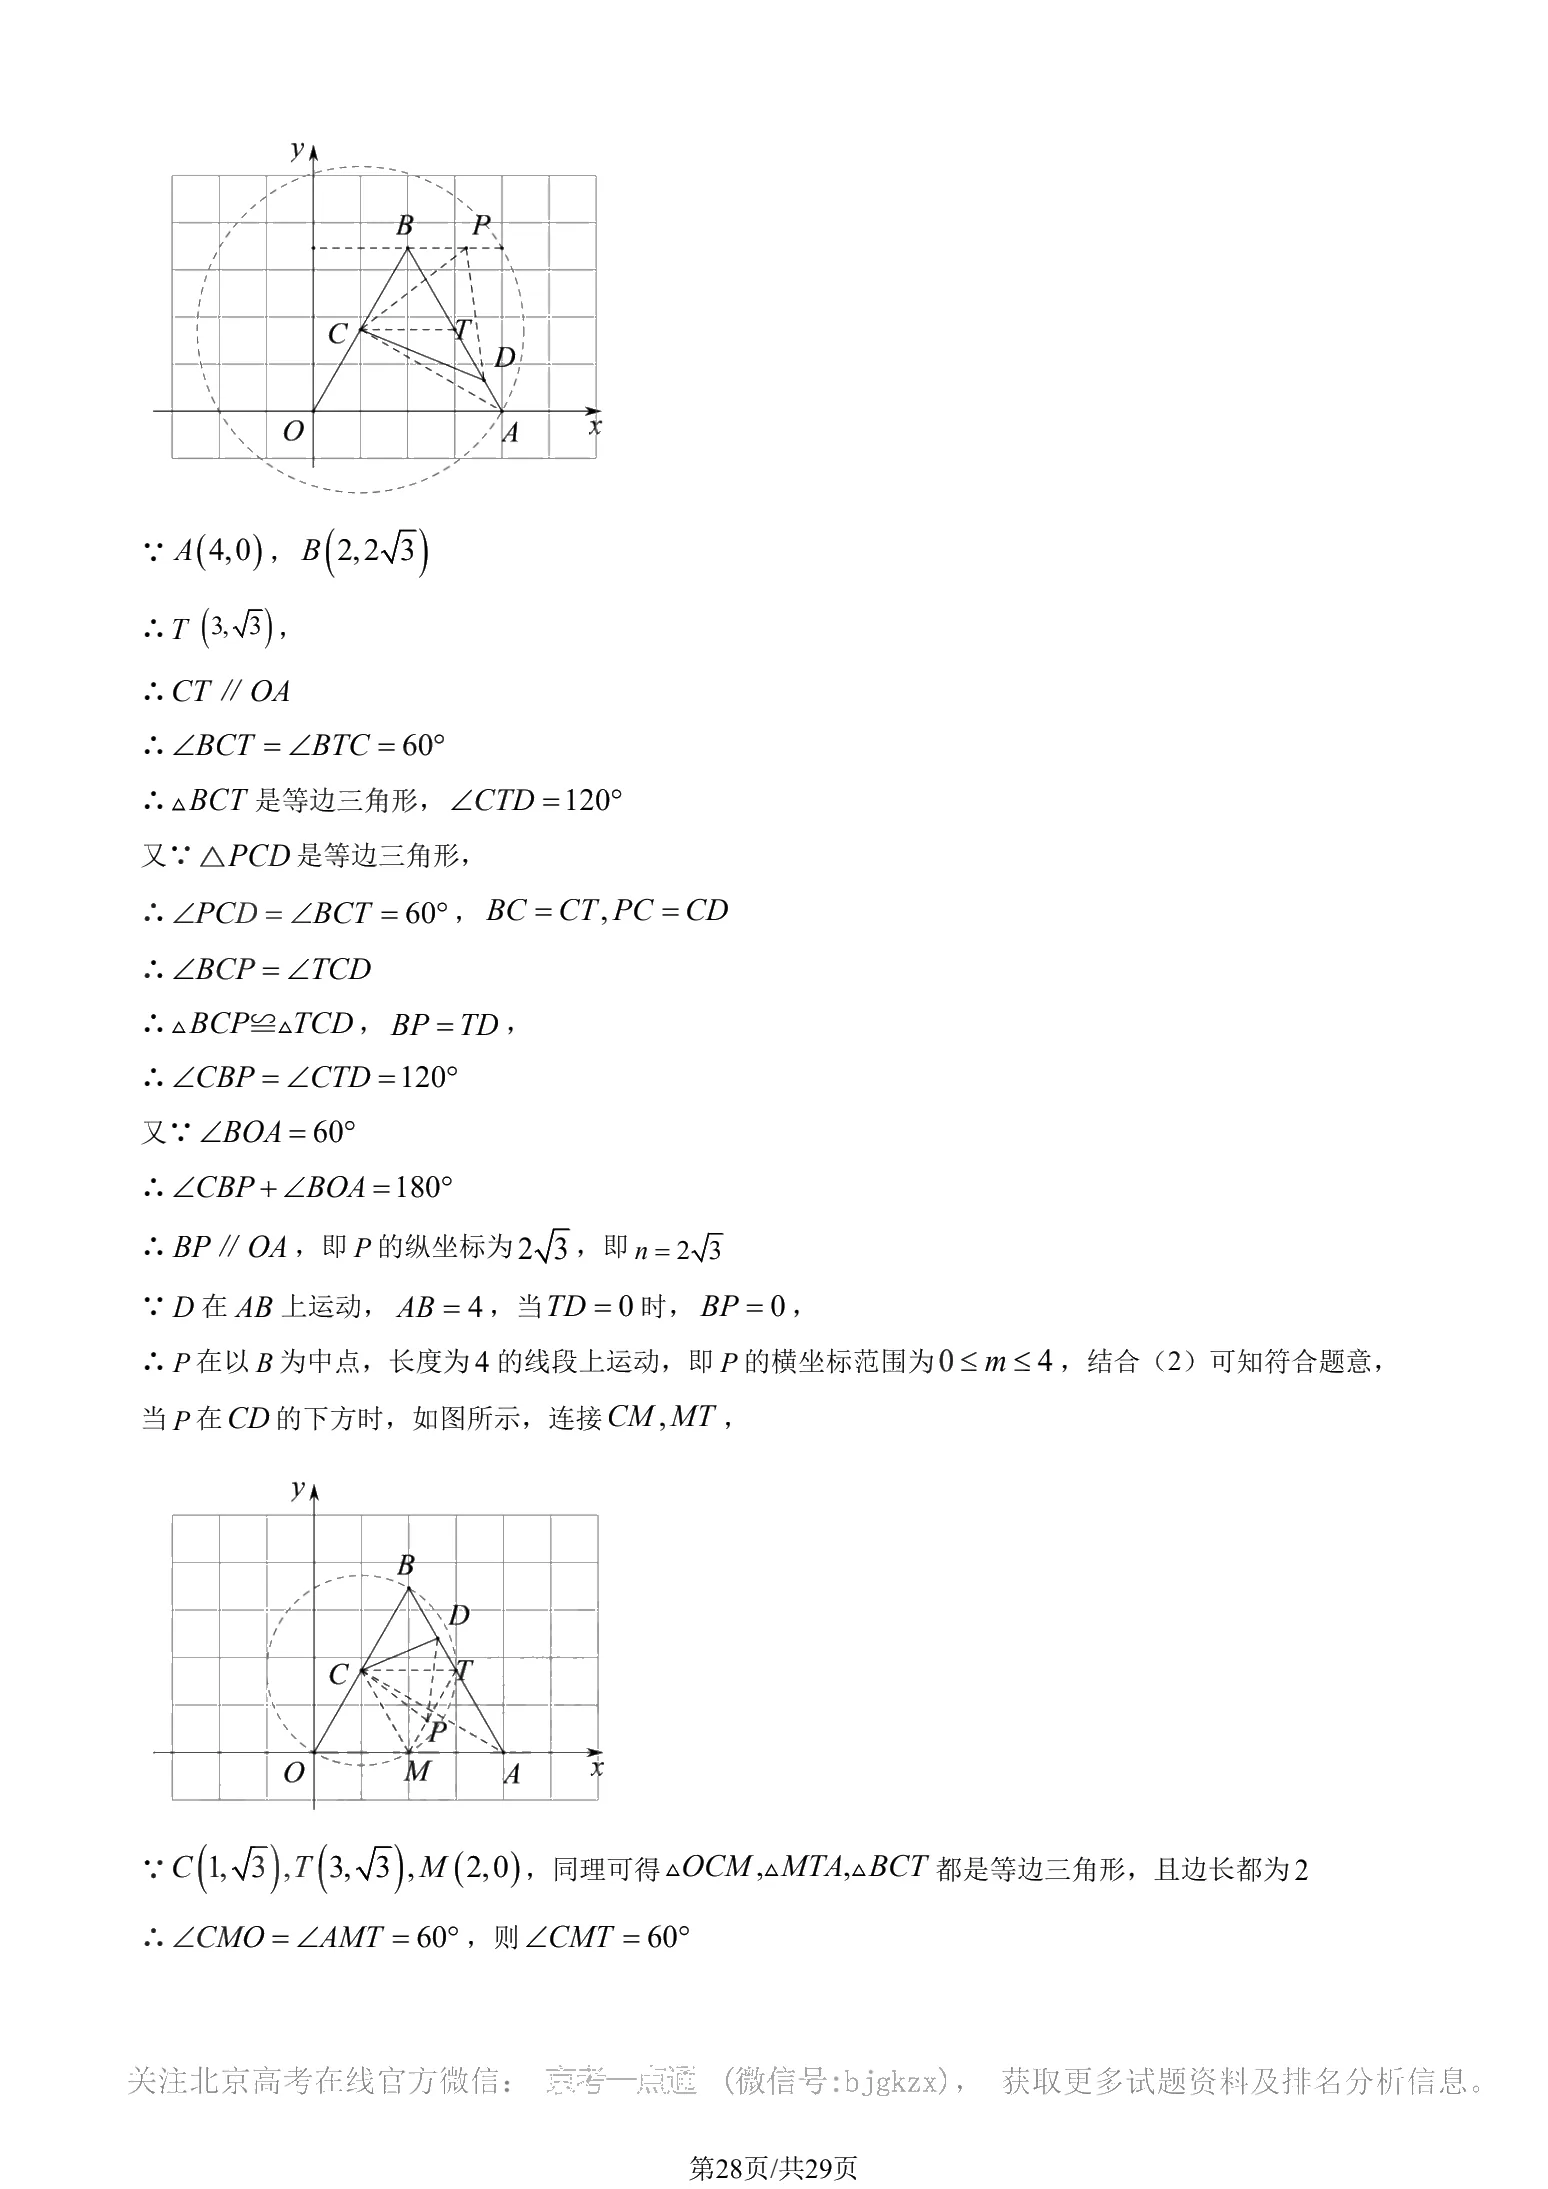 y
B P
C T
D
O A x
∵ A(4,0)，B(2,2√3)
∴ T (3,√3)，
∴ CT // OA
∴ ∠BCT = ∠BTC = 60°
∴ △BCT 是等边三角形，∠CTD = 120°
又∵ △PCD 是等边三角形，
∴ ∠PCD = ∠BCT = 60°，BC = CT, PC = CD
∴ ∠BCP = ∠TCD
∴ △BCP≌△TCD，BP = TD，
∴ ∠CBP = ∠CTD = 120°
又∵ ∠BOA = 60°
∴ ∠CBP + ∠BOA = 180°
∴ BP // OA，即 P 的纵坐标为 2√3，即 n = 2√3
∵ D 在 AB 上运动，AB = 4，当 TD = 0 时，BP = 0，
∴ P 在以 B 为中点，长度为 4 的线段上运动，即 P 的横坐标范围为 0 ≤ m ≤ 4，结合（2）可知符合题意，
当 P 在 CD 的下方时，如图所示，连接 CM, MT，
y
B
D
C T
P
O M A x
∵ C(1,√3), T(3,√3), M(2,0)，同理可得 △OCM,△MTA,△BCT 都是等边三角形，且边长都为 2
∴ ∠CMO = ∠AMT = 60°，则 ∠CMT = 60°
关注北京高考在线官方微信： 京考一点通 (微信号:bjgkzx)， 获取更多试题资料及排名分析信息。
第28页/共29页